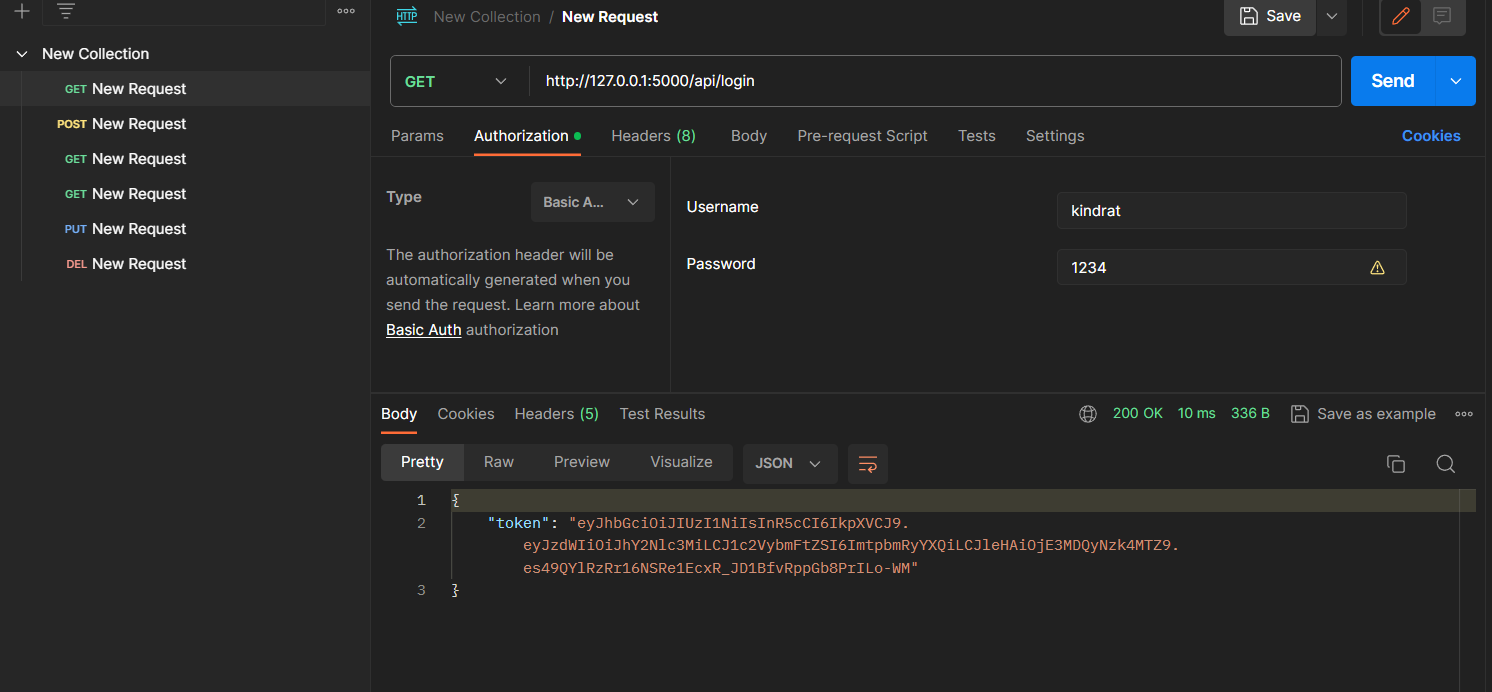 New Collection
GET New Request
POST New Request
GET New Request
GET New Request
PUT New Request
DEL New Request
HTTP New Collection / New Request
Save
GET http://127.0.0.1:5000/api/login Send
Params Authorization Headers (8) Body Pre-request Script Tests Settings Cookies
Type Basic A...
The authorization header will be
automatically generated when you
send the request. Learn more about
Basic Auth authorization
Username kindrat
Password 1234
Body Cookies Headers (5) Test Results 200 OK 10 ms 336 B Save as example
Pretty Raw Preview Visualize JSON
1 {
2 "token": "eyJhbGciOiJIUzI1NiIsInR5cCI6IkpXVCJ9.
eyJzdWIiOiJhY2Nlc3MiLCJ1c2VybmFtZSI6ImtpbmRyYXQiLCJleHAiOjE3MDQyNzk4MTZ9.
es49QYlRzRr16NSRe1EcxR_JD1BfvRppGb8PrILo-WM"
3 }